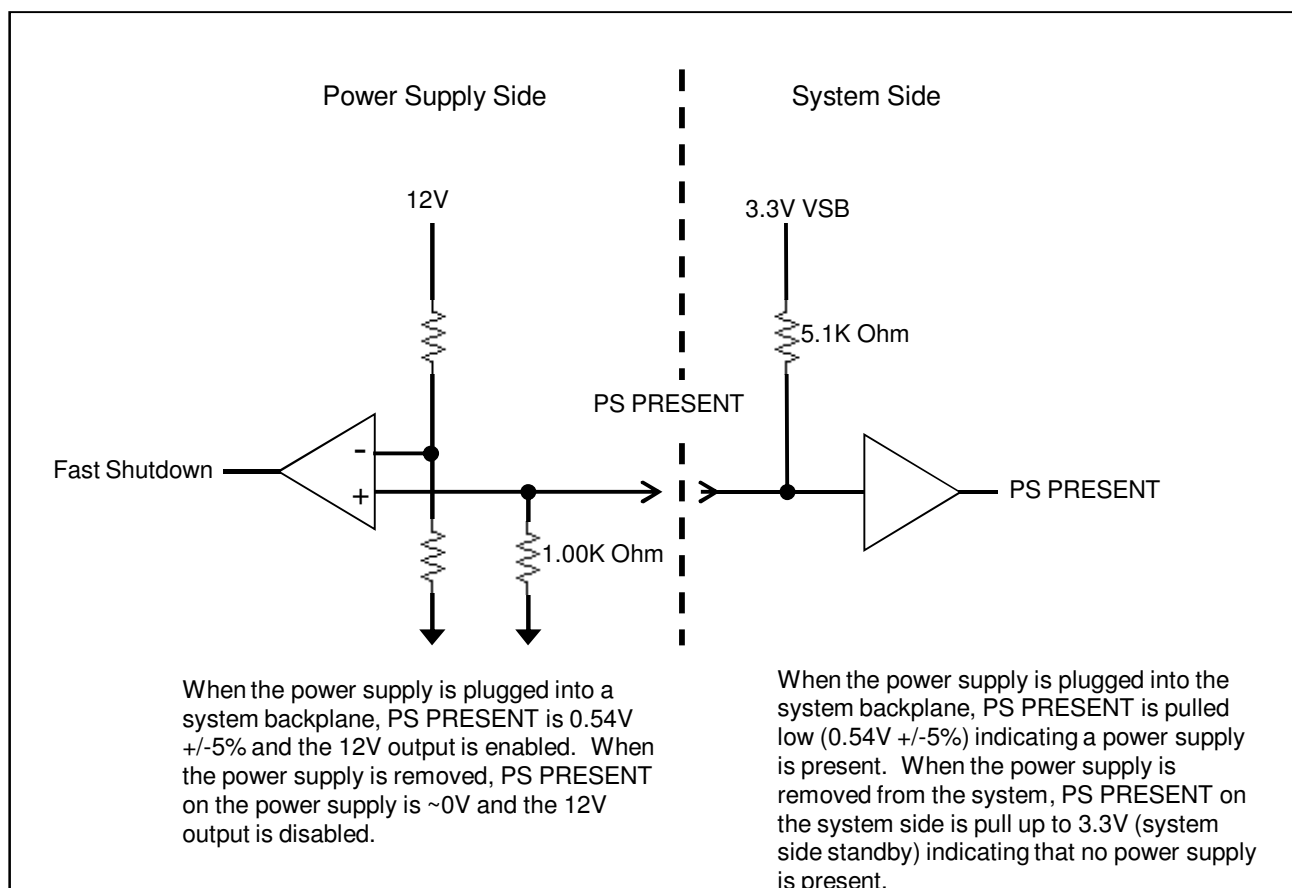 Power Supply Side
System Side
12V
3.3V VSB
5.1K Ohm
PS PRESENT
-
Fast Shutdown
+
PS PRESENT
1.00K Ohm
When the power supply is plugged into a
system backplane, PS PRESENT is 0.54V
+/-5% and the 12V output is enabled. When
the power supply is removed, PS PRESENT
on the power supply is ~0V and the 12V
output is disabled.
When the power supply is plugged into the
system backplane, PS PRESENT is pulled
low (0.54V +/-5%) indicating a power supply
is present. When the power supply is
removed from the system, PS PRESENT on
the system side is pull up to 3.3V (system
side standby) indicating that no power supply
is present.